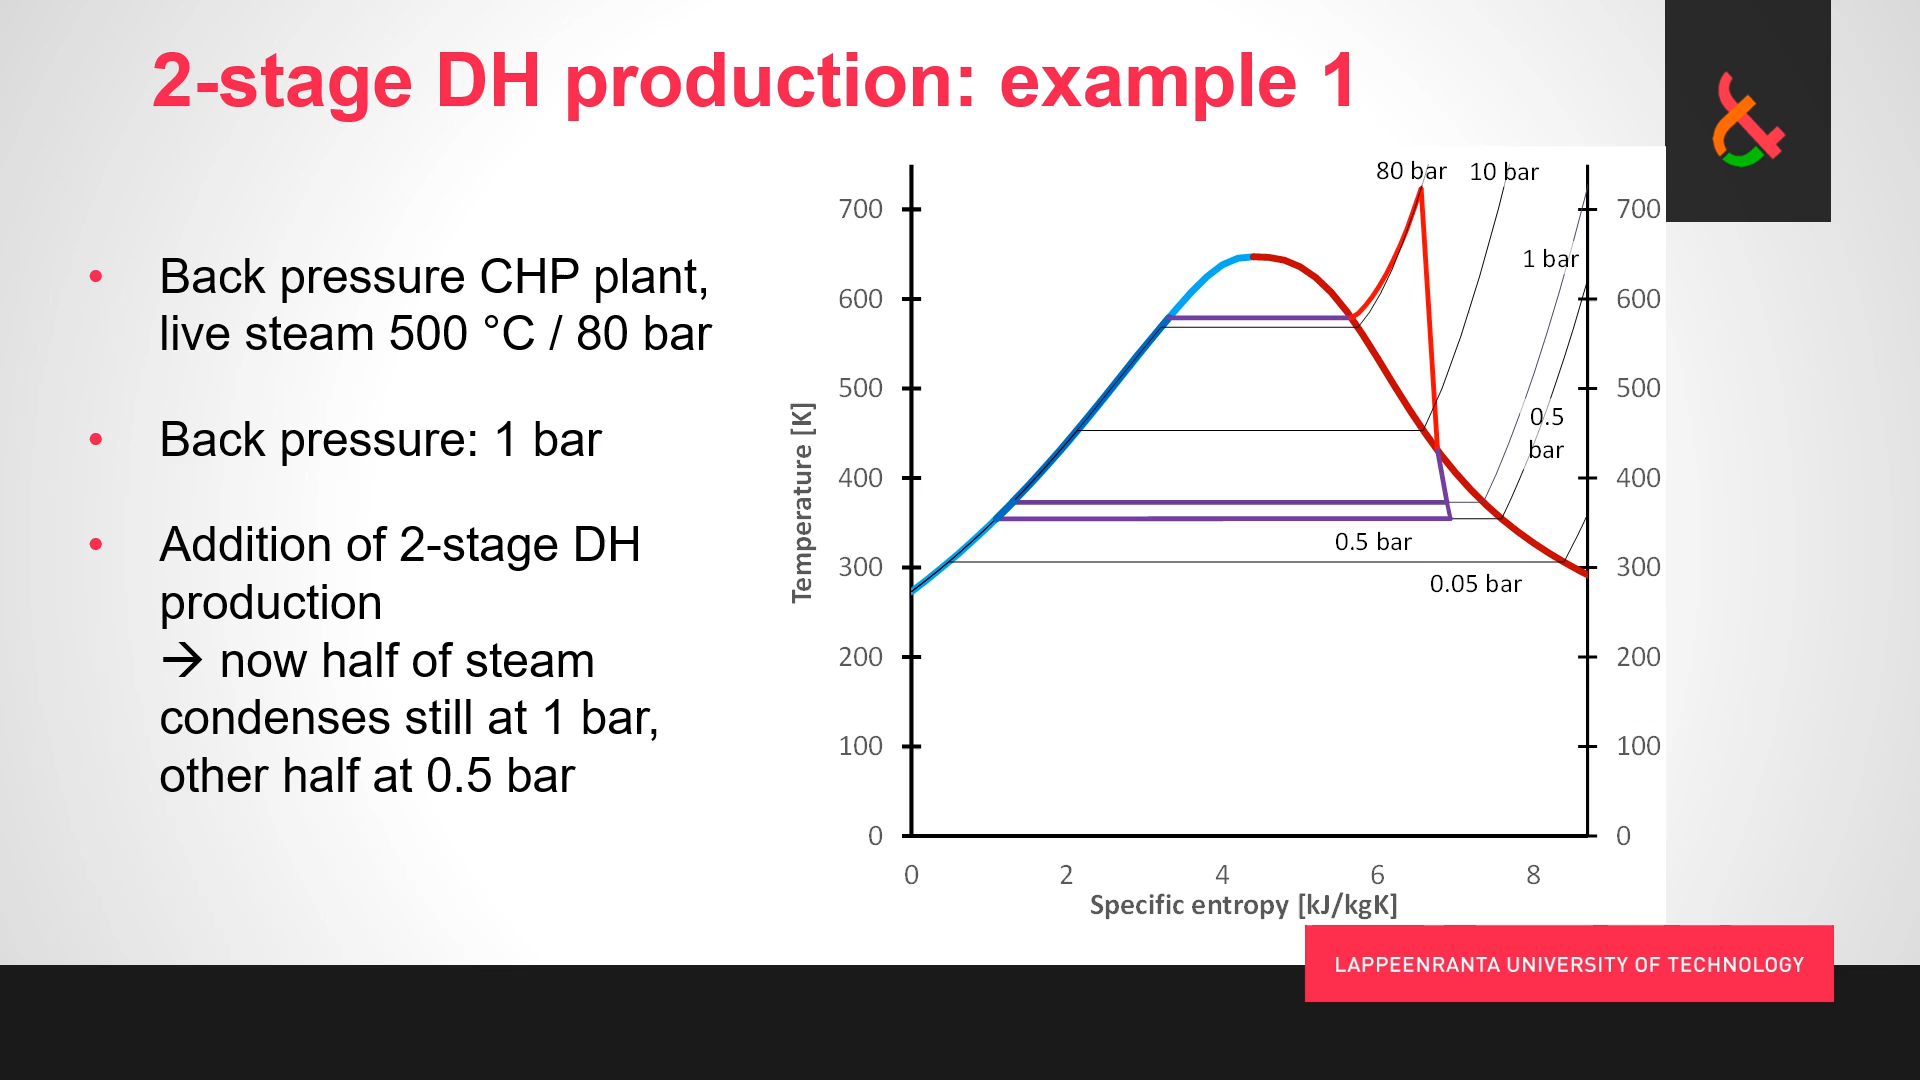 2-stage DH production: example 1
• Back pressure CHP plant,
live steam 500 °C / 80 bar
• Back pressure: 1 bar
• Addition of 2-stage DH
production
→ now half of steam
condenses still at 1 bar,
other half at 0.5 bar
80 bar 10 bar
1 bar
0.5
bar
0.5 bar
0.05 bar
Temperature [K]
700
600
500
400
300
200
100
0
700
600
500
400
300
200
100
0
0 2 4 6 8
Specific entropy [kJ/kgK]
LAPPEENRANTA UNIVERSITY OF TECHNOLOGY